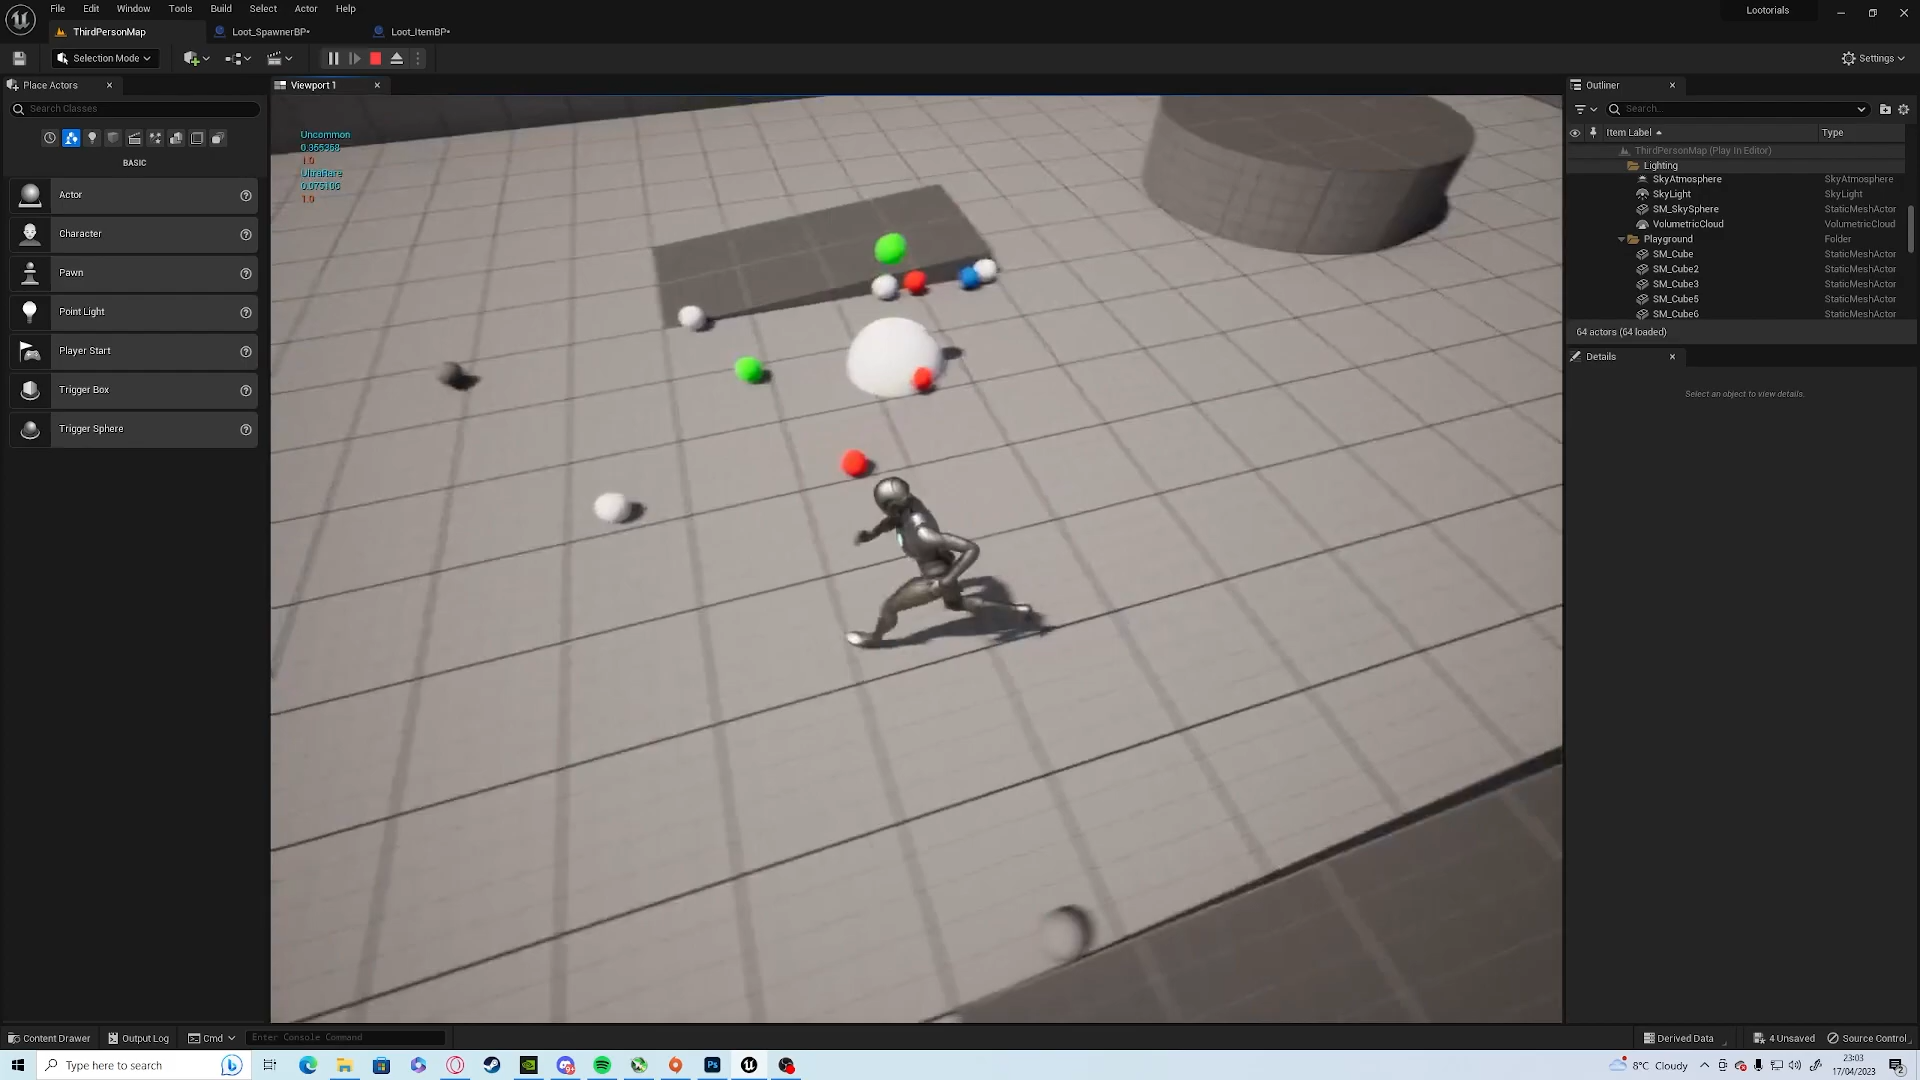 File Edit Window Tools Build Select Actor Help
Lootorials
ThirdPersonMap Loot_SpawnerBP* Loot_ItemBP*
Selection Mode
Settings
Place Actors
Viewport 1
Outliner
Search Classes
Search...
Item Label Type
Uncommon
1.0
UltraRare
1.0
BASIC
Actor
Character
Pawn
Point Light
Player Start
Trigger Box
Trigger Sphere
ThirdPersonMap (Play In Editor)
Lighting
SkyAtmosphere SkyAtmosphere
SkyLight SkyLight
SM_SkySphere StaticMeshActor
VolumetricCloud VolumetricCloud
Playground Folder
SM_Cube StaticMeshActor
SM_Cube2 StaticMeshActor
SM_Cube3 StaticMeshActor
SM_Cube5 StaticMeshActor
SM_Cube6 StaticMeshActor
64 actors (64 loaded)
Details
Select an object to view details.
Content Drawer Output Log Cmd Enter Console Command
Derived Data 4 Unsaved Source Control
Type here to search
Ps
8°C Cloudy
23:03
17/04/2023